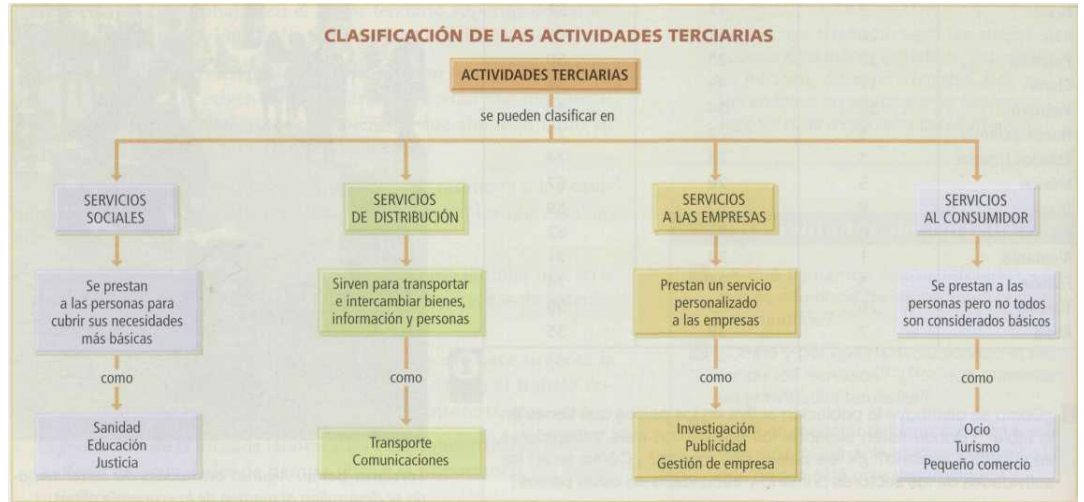 CLASIFICACIÓN DE LAS ACTIVIDADES TERCIARIAS
ACTIVIDADES TERCIARIAS
se pueden clasificar en
SERVICIOS
SOCIALES
Se prestan
a las personas para
cubrir sus necesidades
más básicas
como
Sanidad
Educación
Justicia
SERVICIOS
DE DISTRIBUCIÓN
Sirven para transportar
e intercambiar bienes,
información y personas
como
Transporte
Comunicaciones
SERVICIOS
A LAS EMPRESAS
Prestan un servicio
personalizado
a las empresas
como
Investigación
Publicidad
Gestión de empresa
SERVICIOS
AL CONSUMIDOR
Se prestan a las
personas pero no todos
son considerados básicos
como
Ocio
Turismo
Pequeño comercio